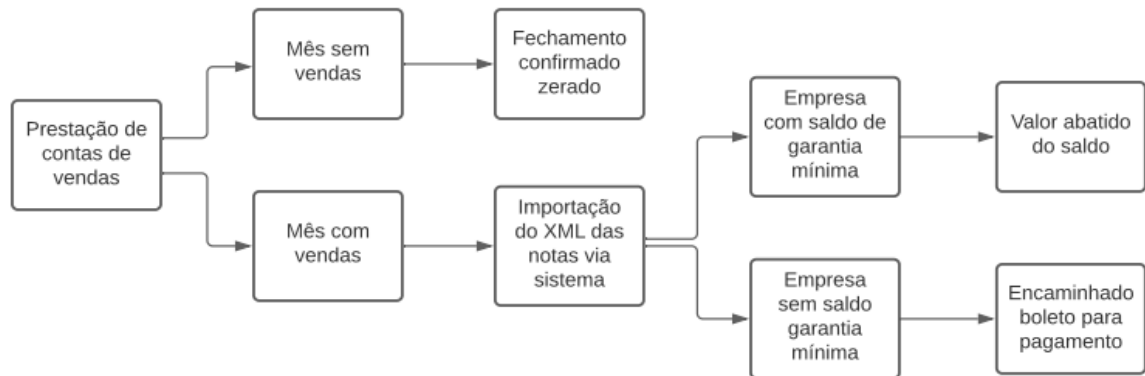 Prestação de
contas de
vendas
Mês sem
vendas
Fechamento
confirmado
zerado
Mês com
vendas
Importação
do XML das
notas via
sistema
Empresa
com saldo de
garantia
mínima
Valor abatido
do saldo
Empresa
sem saldo
garantia
mínima
Encaminhado
boleto para
pagamento